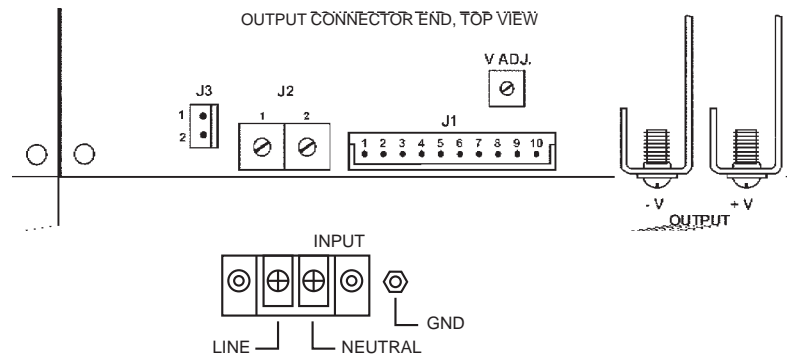 OUTPUT CONNECTOR END, TOP VIEW
V ADJ.
J3
J2
J1
1
2
1 2
1 2 3 4 5 6 7 8 9 10
- V
+ V
OUTPUT
INPUT
GND
LINE
NEUTRAL